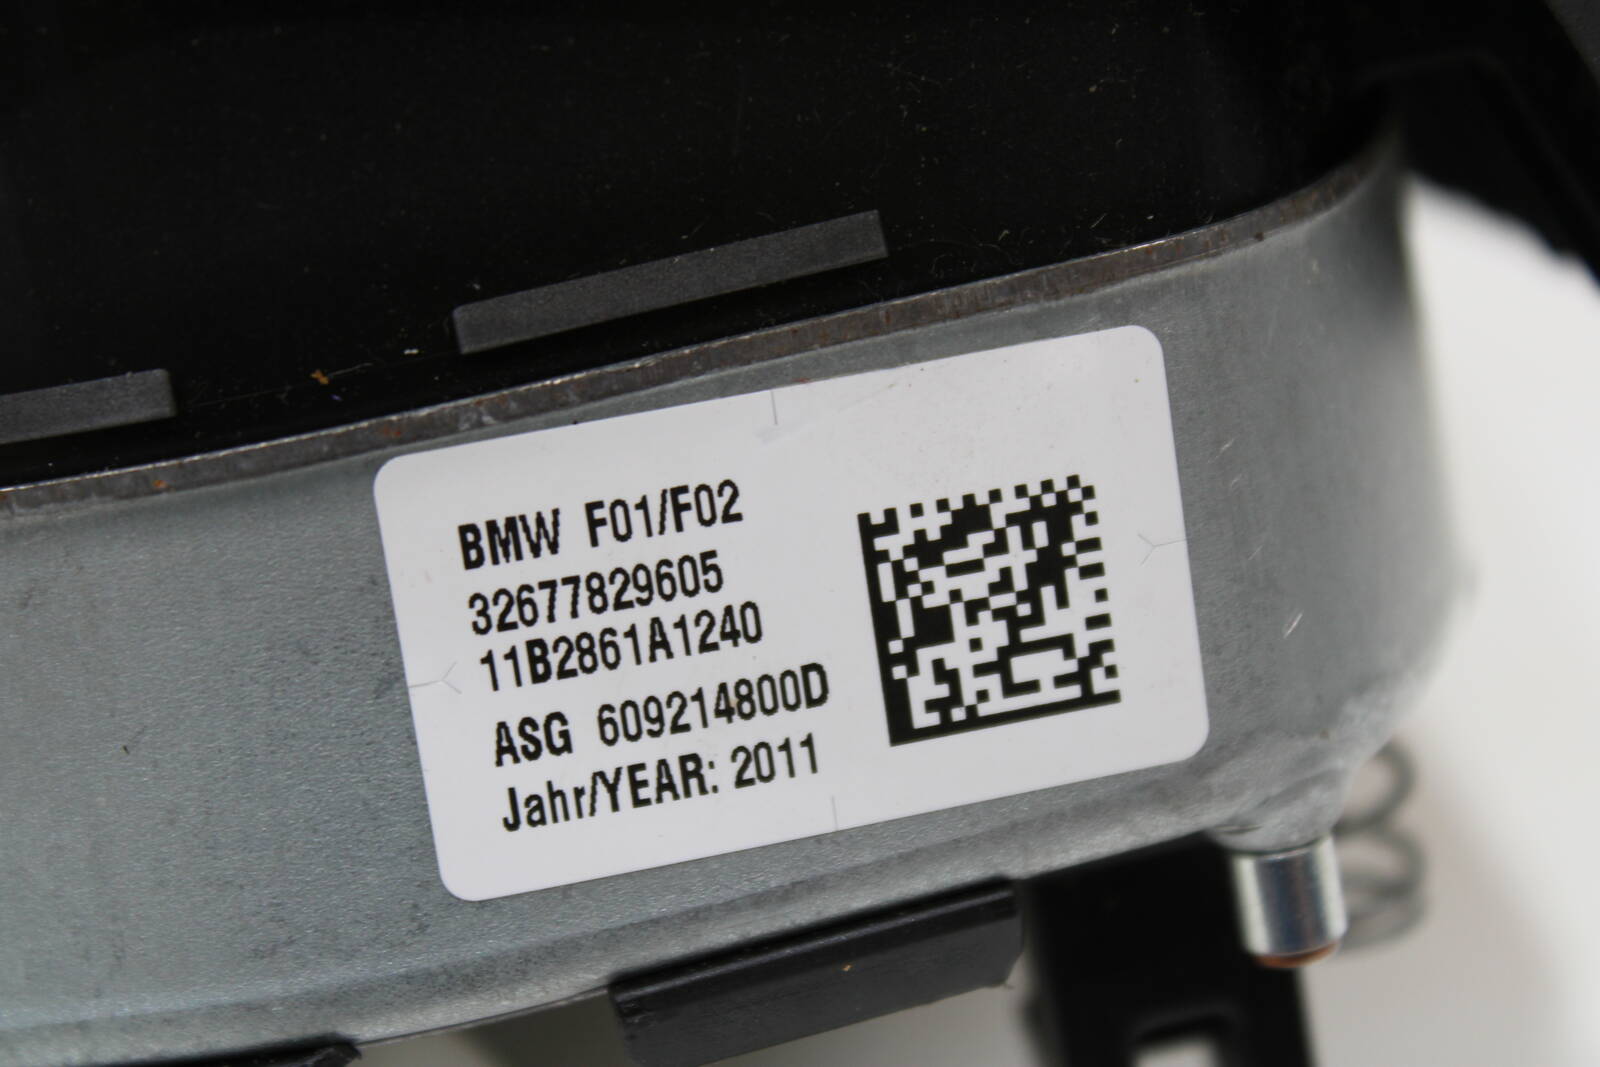 BMW F01/F02
32677829605
11B2861A1240
ASG 609214800D
Jahr/YEAR: 2011